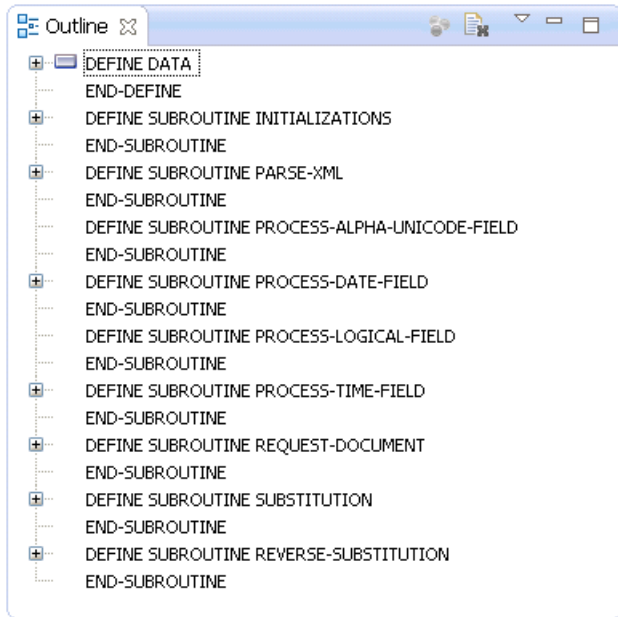 Outline
DEFINE DATA
END-DEFINE
DEFINE SUBROUTINE INITIALIZATIONS
END-SUBROUTINE
DEFINE SUBROUTINE PARSE-XML
END-SUBROUTINE
DEFINE SUBROUTINE PROCESS-ALPHA-UNICODE-FIELD
END-SUBROUTINE
DEFINE SUBROUTINE PROCESS-DATE-FIELD
END-SUBROUTINE
DEFINE SUBROUTINE PROCESS-LOGICAL-FIELD
END-SUBROUTINE
DEFINE SUBROUTINE PROCESS-TIME-FIELD
END-SUBROUTINE
DEFINE SUBROUTINE REQUEST-DOCUMENT
END-SUBROUTINE
DEFINE SUBROUTINE SUBSTITUTION
END-SUBROUTINE
DEFINE SUBROUTINE REVERSE-SUBSTITUTION
END-SUBROUTINE